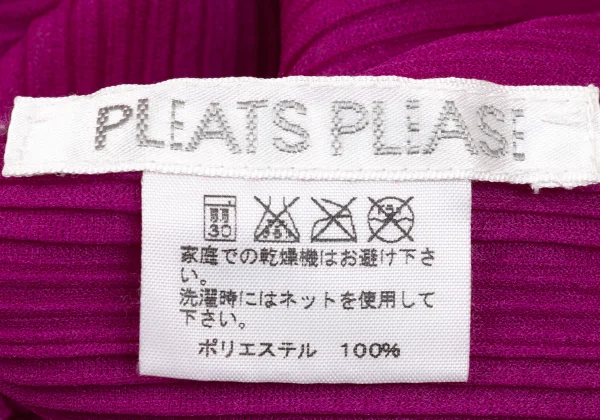 PLEATS PLEASE
30
家庭での乾燥機はお避け下さ
い。
洗濯時にはネットを使用して
下さい。
ポリエステル 100%